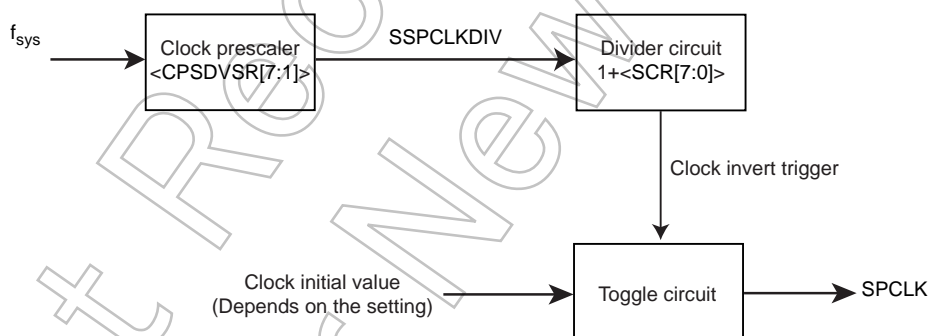 fsys
Clock prescaler
<CPSDVSR[7:1]>
SSPCLKDIV
Divider circuit
1+<SCR[7:0]>
Clock invert trigger
Clock initial value
(Depends on the setting)
Toggle circuit
SPCLK